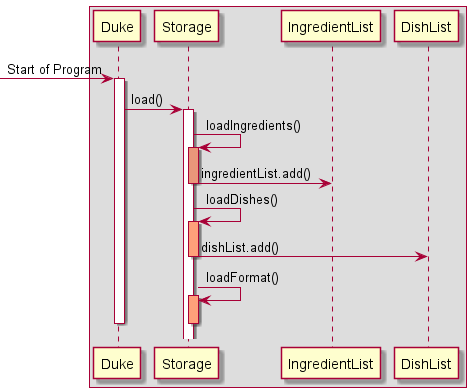 Duke
Storage
IngredientList
DishList
Start of Program
load()
loadIngredients()
ingredientList.add()
loadDishes()
dishList.add()
loadFormat()
Duke
Storage
IngredientList
DishList